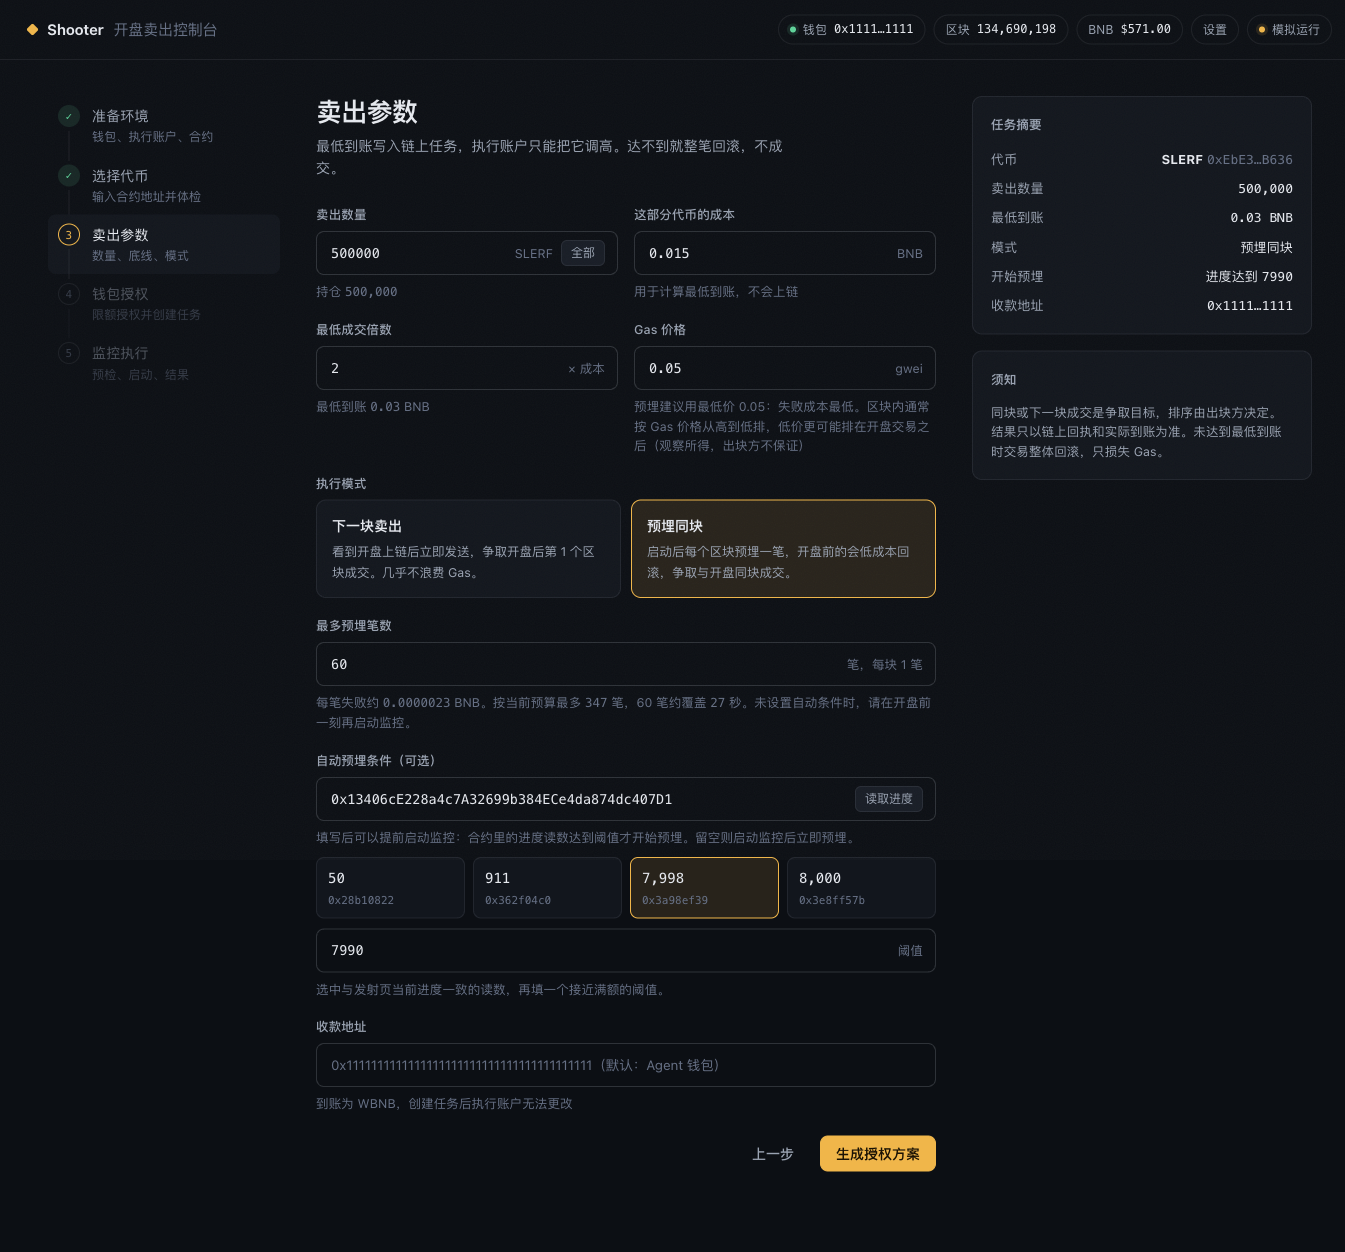 Shooter 开盘卖出控制台
钱包 0x1111…1111
区块 134,690,198
BNB $571.00
设置
模拟运行
准备环境
钱包、执行账户、合约
选择代币
输入合约地址并体检
3 卖出参数
数量、底线、模式
4 钱包授权
限额授权并创建任务
5 监控执行
预检、启动、结果
卖出参数
最低到账写入链上任务，执行账户只能把它调高。达不到就整笔回滚，不成
交。
卖出数量
500000 SLERF 全部
持仓 500,000
这部分代币的成本
0.015 BNB
用于计算最低到账，不会上链
最低成交倍数
2 × 成本
最低到账 0.03 BNB
Gas 价格
0.05 gwei
预埋建议用最低价 0.05：失败成本最低。区块内通常
按 Gas 价格从高到低排，低价更可能排在开盘交易之
后（观察所得，出块方不保证）
执行模式
下一块卖出
看到开盘上链后立即发送，争取开盘后第 1 个区
块成交。几乎不浪费 Gas。
预埋同块
启动后每个区块预埋一笔，开盘前的会低成本回
滚，争取与开盘同块成交。
最多预埋笔数
60 笔，每块 1 笔
每笔失败约 0.0000023 BNB。按当前预算最多 347 笔，60 笔约覆盖 27 秒。未设置自动条件时，请在开盘前
一刻再启动监控。
自动预埋条件（可选）
0x13406cE228a4c7A32699b384ECe4da874dc407D1 读取进度
填写后可以提前启动监控：合约里的进度读数达到阈值才开始预埋。留空则启动监控后立即预埋。
50
0x28b10822
911
0x362f04c0
7,998
0x3a98ef39
8,000
0x3e8ff57b
7990 阈值
选中与发射页当前进度一致的读数，再填一个接近满额的阈值。
收款地址
0x1111111111111111111111111111111111111111（默认：Agent 钱包）
到账为 WBNB，创建任务后执行账户无法更改
上一步
生成授权方案
任务摘要
代币 SLERF 0xEbE3…B636
卖出数量 500,000
最低到账 0.03 BNB
模式 预埋同块
开始预埋 进度达到 7990
收款地址 0x1111…1111
须知
同块或下一块成交是争取目标，排序由出块方决定。
结果只以链上回执和实际到账为准。未达到最低到账
时交易整体回滚，只损失 Gas。